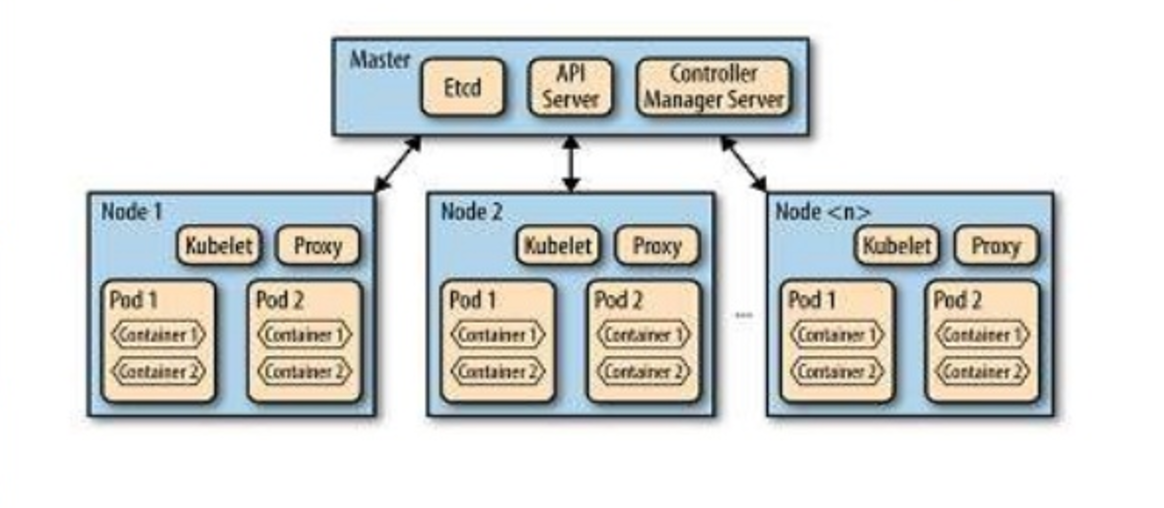 Master
Etcd
API
Server
Controller
Manager Server
Node 1
Kubelet
Proxy
Pod 1
Container 1
Container 2
Pod 2
Container 1
Container 2
Node 2
Kubelet
Proxy
Pod 1
Container 1
Container 2
Pod 2
Container 1
Container 2
...
Node <n>
Kubelet
Proxy
Pod 1
Container 1
Container 2
Pod 2
Container 1
Container 2